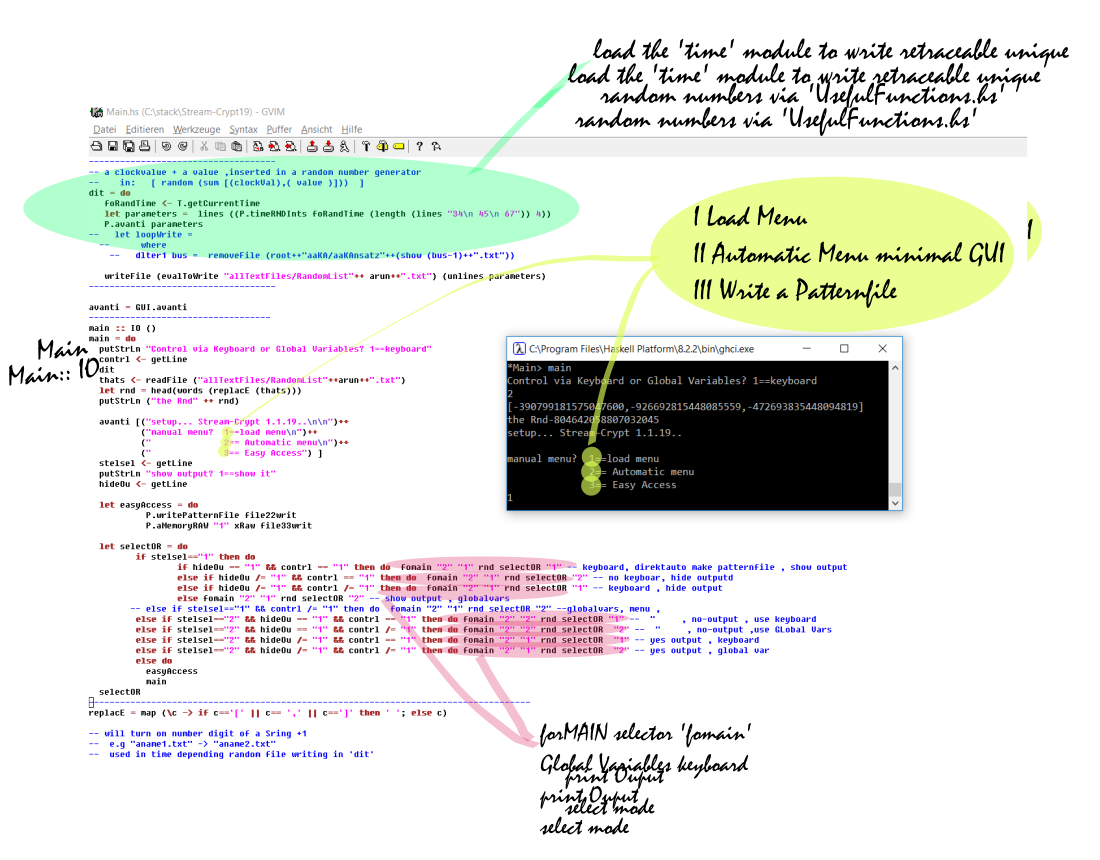 load the 'time' module to write retraceable unique
load the 'time' module to write retraceable unique
random numbers via 'UsefulFunctions.hs'
random numbers via 'UsefulFunctions.hs'
Main.hs (C:\stack\Stream-Crypt19) - GVIM
Datei Editieren Werkzeuge Syntax Puffer Ansicht Hilfe
-----------------------------------
-- a clockvalue + a value ,inserted in a random number generator
--    in:   [ random (sum [(clockVal),( value )]))  ]
dit = do
   foRandTime <- T.getCurrentTime
   let parameters =  lines ((P.timeRNDInts foRandTime (length (lines "34\n 45\n 67")) 4))
   P.avanti parameters
--   let loopWrite =
  --      where
    --   dlter1 bus =  removeFile (root++"aaKA/aaKAnsatz"++(show (bus-1)++".txt"))
   writeFile (evalToWrite "allTextFiles/RandomList"++ arun++".txt") (unlines parameters)
-----------------------------------
avanti = GUI.avanti
-----------------------------------
main :: IO ()
main = do
  putStrLn "Control via Keyboard or Global Variables? 1==keyboard"
  contrl <- getLine
  dit
  thats <- readFile ("allTextFiles/RandomList"++arun++".txt")
  let rnd = head(words (replacE (thats)))
  putStrLn ("the Rnd" ++ rnd)
  avanti [("setup... Stream-Crypt 1.1.19..\n\n")++
          ("manual menu?  1==load menu\n")++
          ("              2== Automatic menu\n")++
          ("              3== Easy Access") ]
  stelsel <- getLine
  putStrLn "show output? 1==show it"
  hideOu <- getLine
  let easyAccess = do
           P.writePatternFile file22writ
           P.aMemoryRAW "1" xRaw file33writ
  let selectOR = do
         if stelsel=="1" then do
                 if hideOu == "1" && contrl == "1" then do  fomain "2" "1" rnd selectOR "1" -- keyboard, direktauto make patternfile , show output
                 else if hideOu /= "1" && contrl == "1" then do  fomain "2" "1" rnd selectOR "2" -- no keyboar, hide outputd
                 else if hideOu /= "1" && contrl /= "1" then do  fomain "2" "1" rnd selectOR "1" -- keyboard , hide output
                 else fomain "2" "1" rnd selectOR "2" -- show output , globalvars
        -- else if stelsel=="1" && contrl /= "1" then do  fomain "2" "1" rnd selectOR "2" --globalvars, menu ,
         else if stelsel=="2" && hideOu == "1" && contrl == "1" then do fomain "2" "2" rnd selectOR "1" --  "     , no-output , use keyboard
         else if stelsel=="2" && hideOu == "1" && contrl /= "1" then do fomain "2" "2" rnd selectOR  "2" --  "     , no-output ,use GLobal Vars
         else if stelsel=="2" && hideOu /= "1" && contrl == "1" then do fomain "2" "1" rnd selectOR  "1" -- yes output , keyboard
         else if stelsel=="2" && hideOu /= "1" && contrl /= "1" then do fomain "2" "1" rnd selectOR  "2" -- yes output , global var
         else do
           easyAccess
           main
  selectOR
-----------------------------------
replacE = map (\c -> if c=='[' || c== ',' || c==']' then ' '; else c)
-- will turn on number digit of a Sring +1
--  e.g "aname1.txt" -> "aname2.txt"
--  used in time depending random file writing in 'dit'
Main
Main:: IO
I Load Menu
II Automatic Menu minimal GUI
III Write a Patternfile
C:\Program Files\Haskell Platform\8.2.2\bin\ghci.exe
*Main> main
Control via Keyboard or Global Variables? 1==keyboard
2
[-390799181575047600,-926692815448085559,-472693835448094819]
the Rnd-804642058807032045
setup... Stream-Crypt 1.1.19..
manual menu?  1==load menu
2== Automatic menu
3== Easy Access
1
forMAIN selector 'fomain'
Global Variables keyboard
print Ouput
print Ouput
select mode
select mode